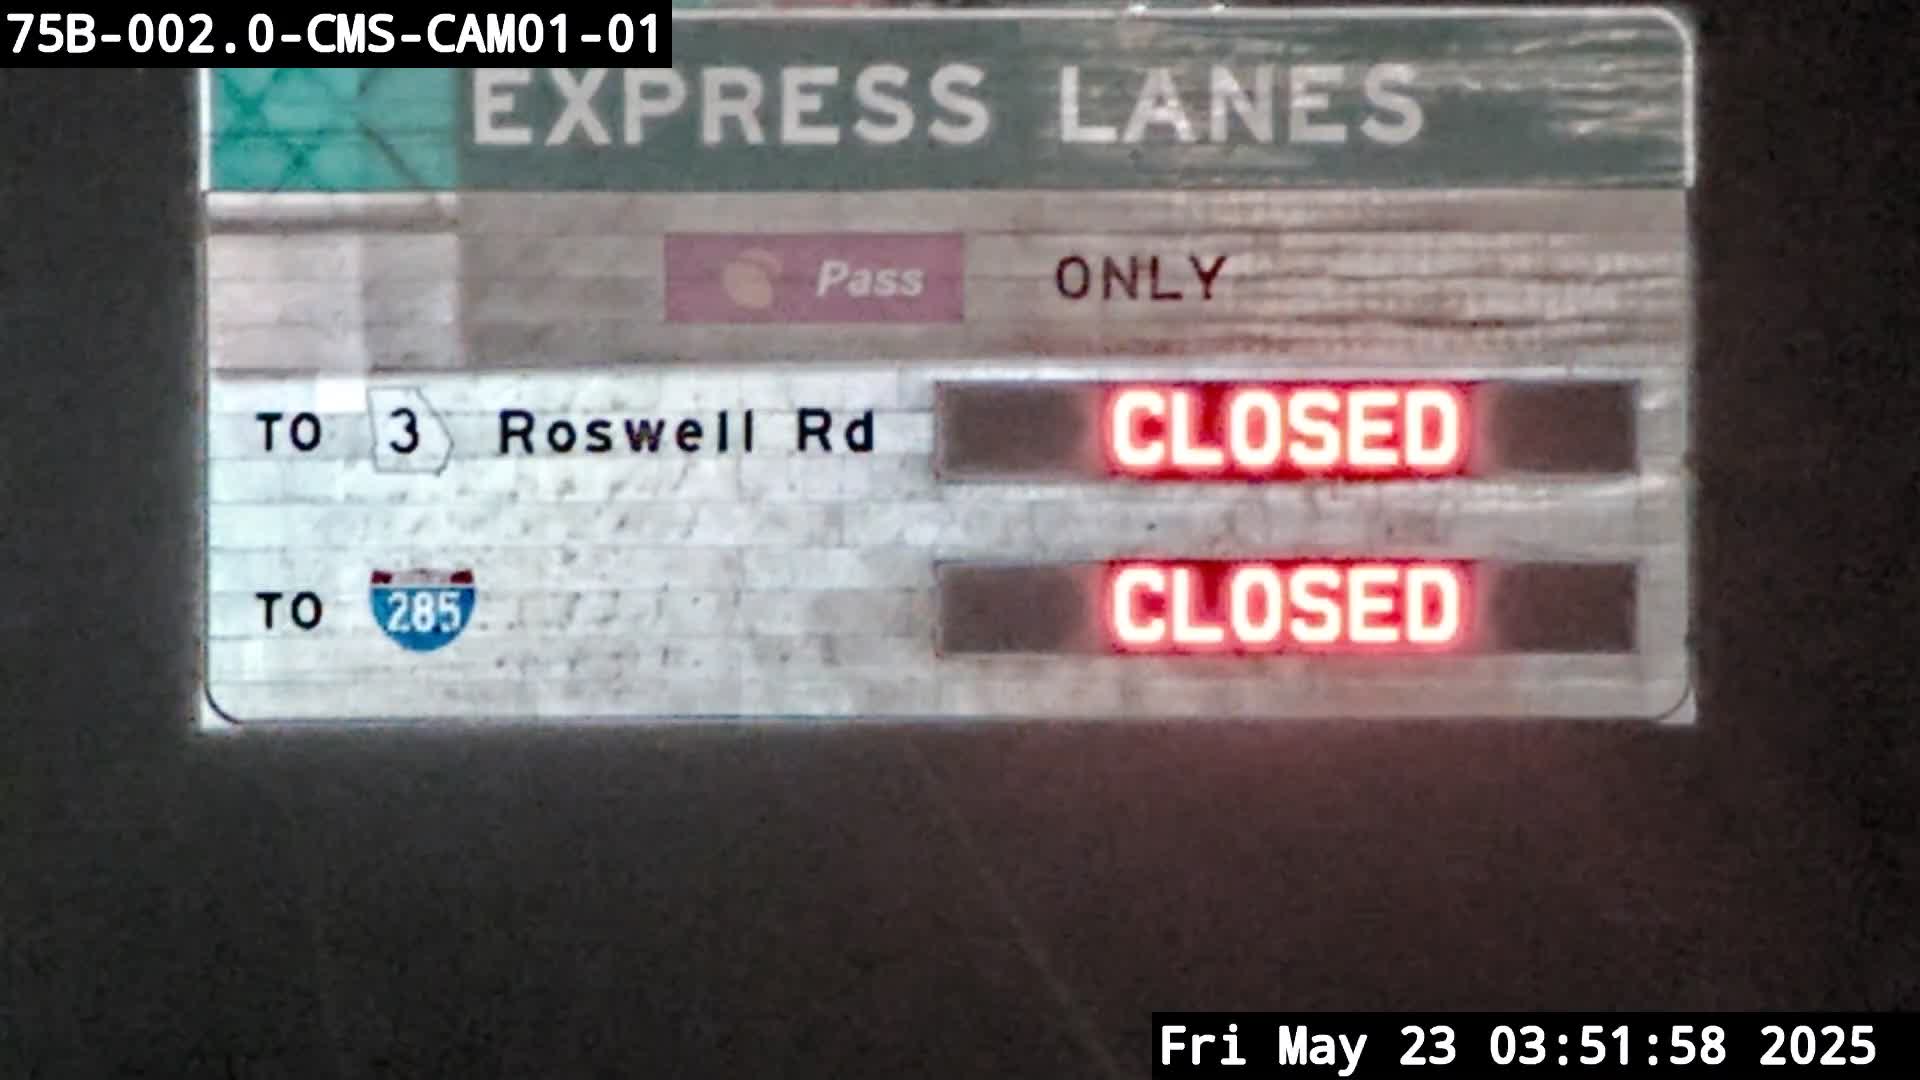 75B-002.0-CMS-CAM01-01
EXPRESS LANES
Pass ONLY
TO 3 Roswell Rd CLOSED
TO 285 CLOSED
Fri May 23 03:51:58 2025